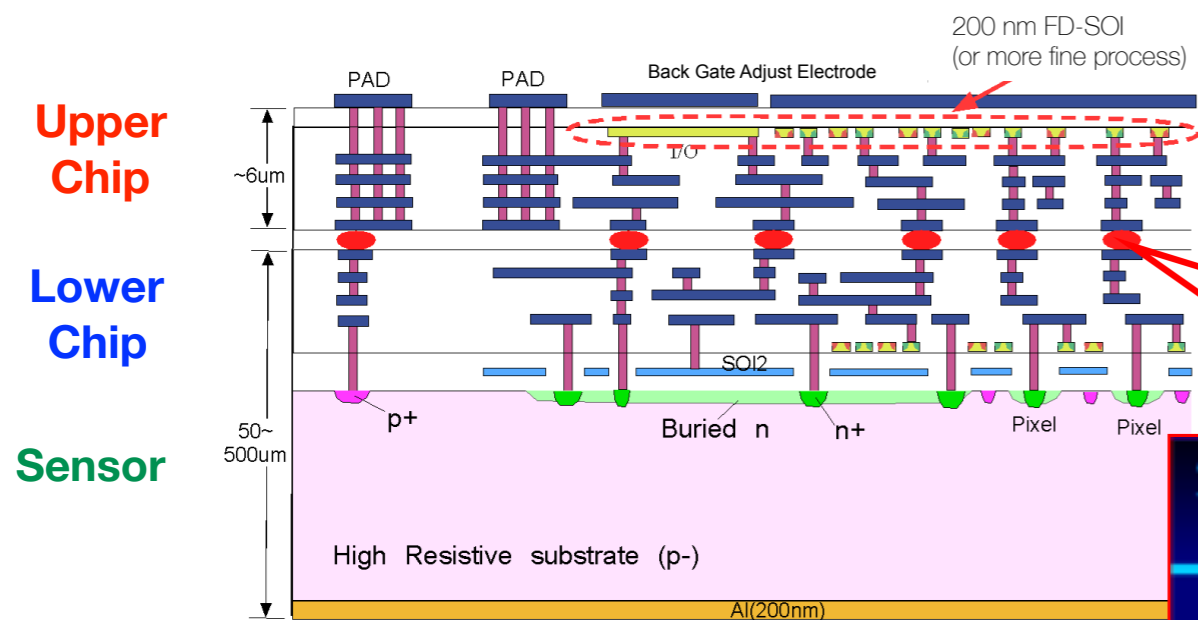 200 nm FD-SOI
(or more fine process)
PAD
PAD
Back Gate Adjust Electrode
Upper
Chip
~6um
I/O
Lower
Chip
SOI2
p+
Buried n
n+
Pixel
Pixel
50~
500um
Sensor
High Resistive substrate (p-)
Al(200nm)